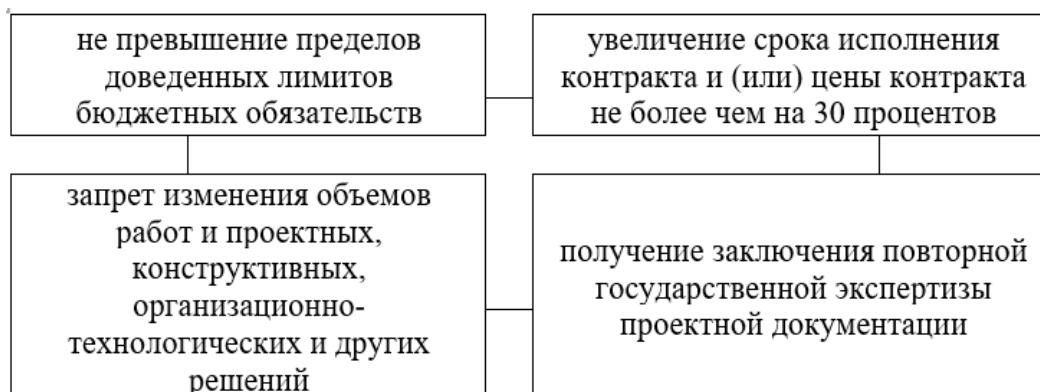 не превышение пределов
доведенных лимитов
бюджетных обязательств
увеличение срока исполнения
контракта и (или) цены контракта
не более чем на 30 процентов
запрет изменения объемов
работ и проектных,
конструктивных,
организационно-
технологических и других
решений
получение заключения повторной
государственной экспертизы
проектной документации